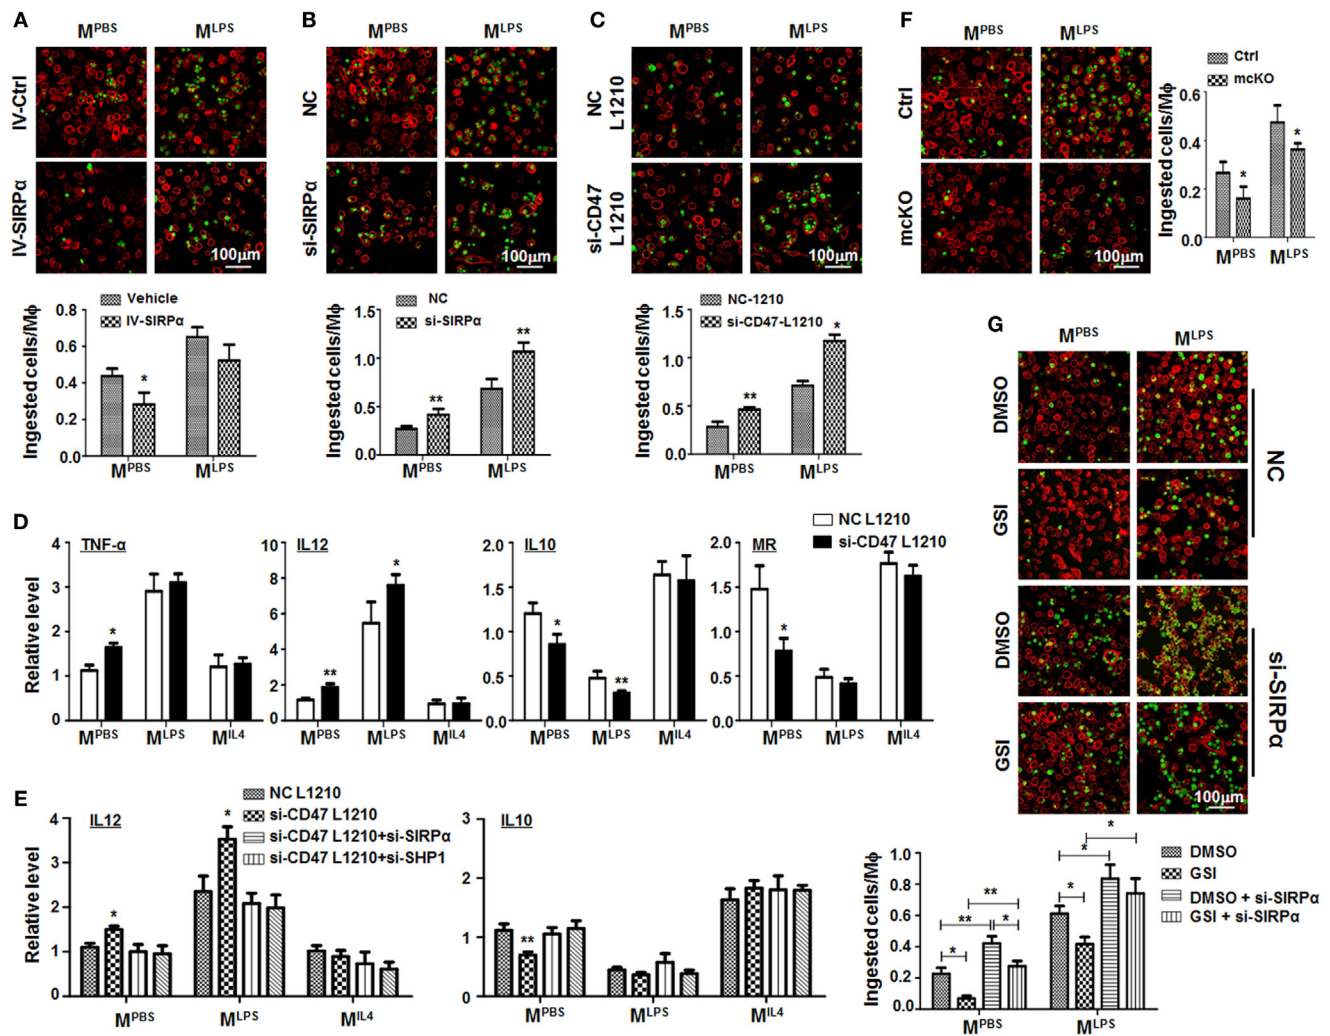 A
M^PBS M^LPS
IV-Ctrl
IV-SIRPα
100μm
Vehicle
IV-SIRPα
*
Ingested cells/Mϕ
0.8
0.6
0.4
0.2
0.0
M^PBS M^LPS
B
M^PBS M^LPS
NC
si-SIRPα
100μm
NC
si-SIRPα
** **
Ingested cells/Mϕ
1.5
1.0
0.5
0.0
M^PBS M^LPS
C
M^PBS M^LPS
NC
L1210
si-CD47
L1210
100μm
NC-1210
si-CD47-L1210
** *
Ingested cells/Mϕ
1.5
1.0
0.5
0.0
M^PBS M^LPS
F
M^PBS M^LPS
Ctrl
mcKO
100μm
Ctrl
mcKO
* *
Ingested cells/Mϕ
0.6
0.4
0.2
0.0
M^PBS M^LPS
D
NC L1210
si-CD47 L1210
Relative level
TNF-α
*
4
3
2
1
0
M^PBS M^LPS M^IL4
IL12
** *
10
8
6
4
2
0
M^PBS M^LPS M^IL4
IL10
* **
2.0
1.5
1.0
0.5
0.0
M^PBS M^LPS M^IL4
MR
*
2.0
1.5
1.0
0.5
0.0
M^PBS M^LPS M^IL4
E
NC L1210
si-CD47 L1210
si-CD47 L1210+si-SIRPα
si-CD47 L1210+si-SHP1
Relative level
IL12
* *
4
3
2
1
0
M^PBS M^LPS M^IL4
IL10
**
3
2
1
0
M^PBS M^LPS M^IL4
G
M^PBS M^LPS
DMSO
GSI
NC
DMSO
GSI
si-SIRPα
100μm
DMSO
GSI
DMSO + si-SIRPα
GSI + si-SIRPα
* ** ** * * * *
Ingested cells/Mϕ
1.0
0.8
0.6
0.4
0.2
0.0
M^PBS M^LPS